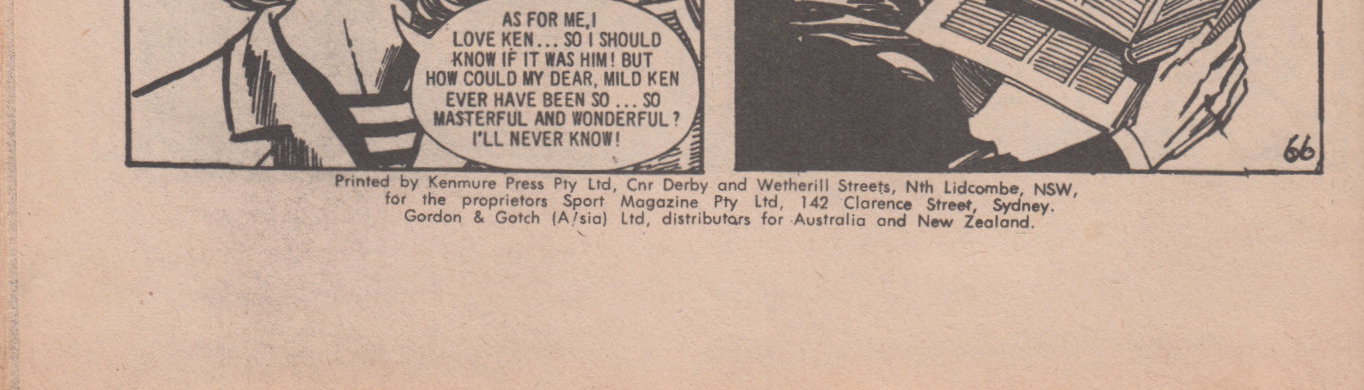 AS FOR ME, I
LOVE KEN... SO I SHOULD
KNOW IF IT WAS HIM! BUT
HOW COULD MY DEAR, MILD KEN
EVER HAVE BEEN SO ... SO
MASTERFUL AND WONDERFUL?
I'LL NEVER KNOW!
66
Printed by Kenmure Press Pty Ltd, Cnr Derby and Wetherill Streets, Nth Lidcombe, NSW,
for the proprietors Sport Magazine Pty Ltd, 142 Clarence Street, Sydney.
Gordon & Gotch (A/sia) Ltd, distributors for Australia and New Zealand.